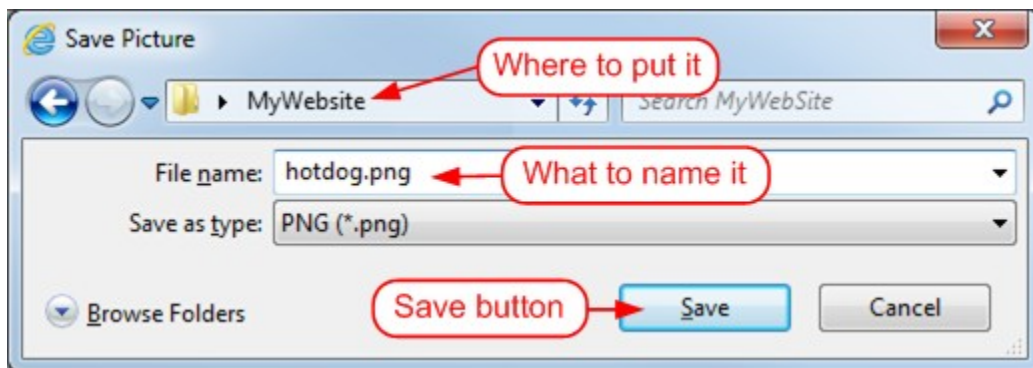 Save Picture
Where to put it
MyWebsite
Search MyWebSite
File name: hotdog.png
What to name it
Save as type: PNG (*.png)
Browse Folders
Save button
Save
Cancel